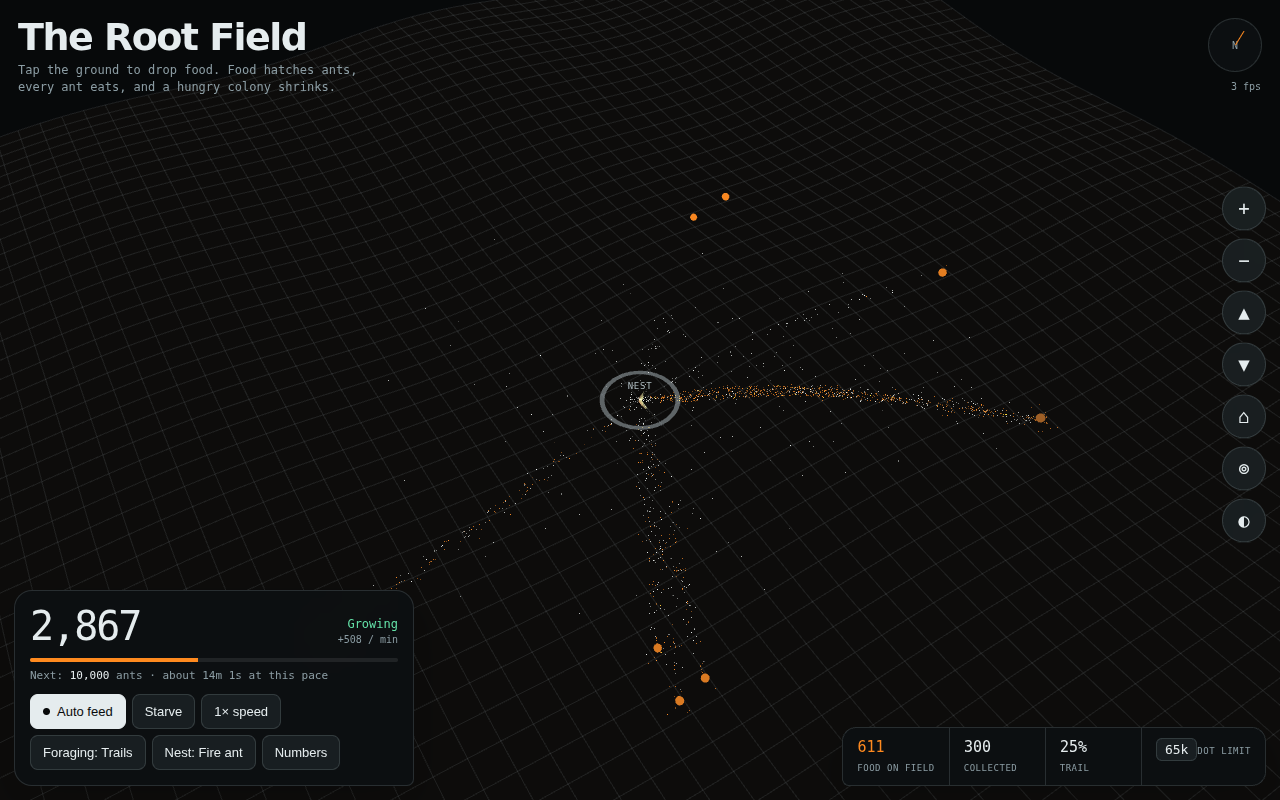 The Root Field
Tap the ground to drop food. Food hatches ants,
every ant eats, and a hungry colony shrinks.
N
3 fps
NEST
2,867
Growing
+508 / min
Next: 10,000 ants · about 14m 1s at this pace
Auto feed
Starve
1× speed
Foraging: Trails
Nest: Fire ant
Numbers
611
FOOD ON FIELD
300
COLLECTED
25%
TRAIL
65k
DOT LIMIT